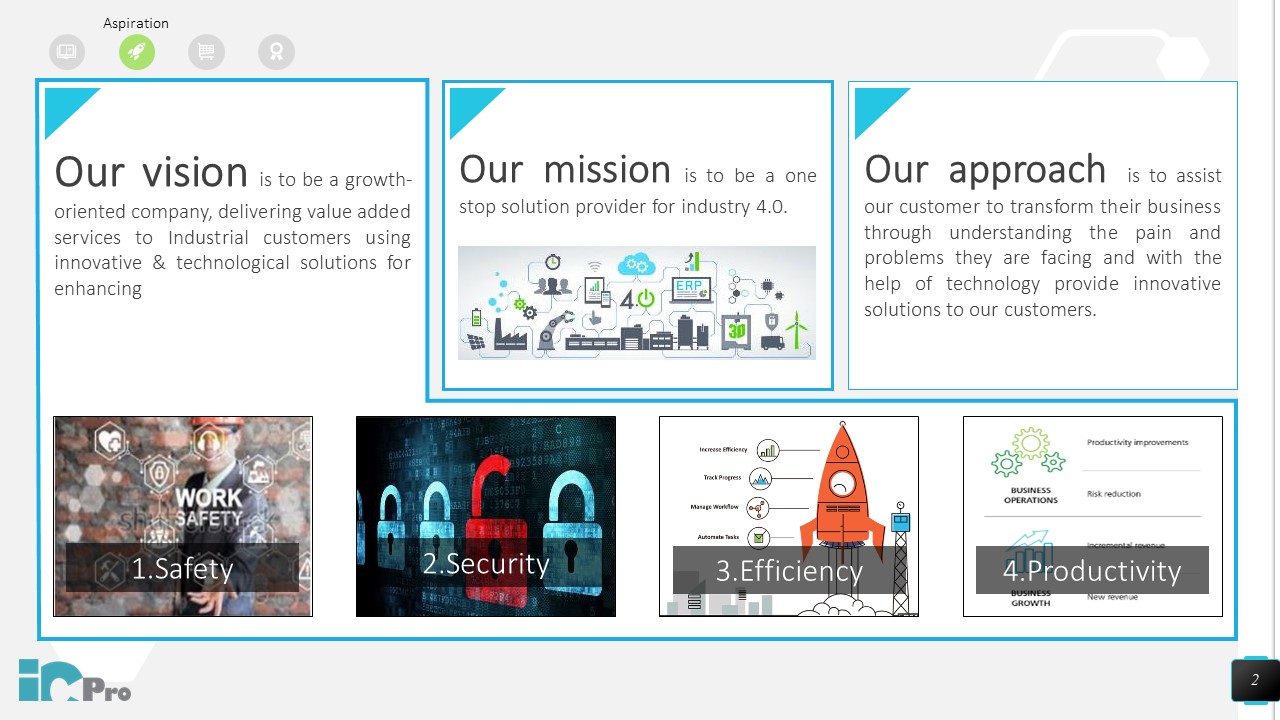 Aspiration
Our vision is to be a growth-
oriented company, delivering value added
services to Industrial customers using
innovative & technological solutions for
enhancing
Our mission is to be a one
stop solution provider for industry 4.0.
ERP
4.
3D
Our approach is to assist
our customer to transform their business
through understanding the pain and
problems they are facing and with the
help of technology provide innovative
solutions to our customers.
WORK
SAFETY
1.Safety
2.Security
Increase Efficiency
Track Progress
Manage Workflow
Automate Tasks
3.Efficiency
Productivity improvements
BUSINESS
OPERATIONS
Risk reduction
Incremental revenue
4.Productivity
BUSINESS
GROWTH
New revenue
iC Pro
2